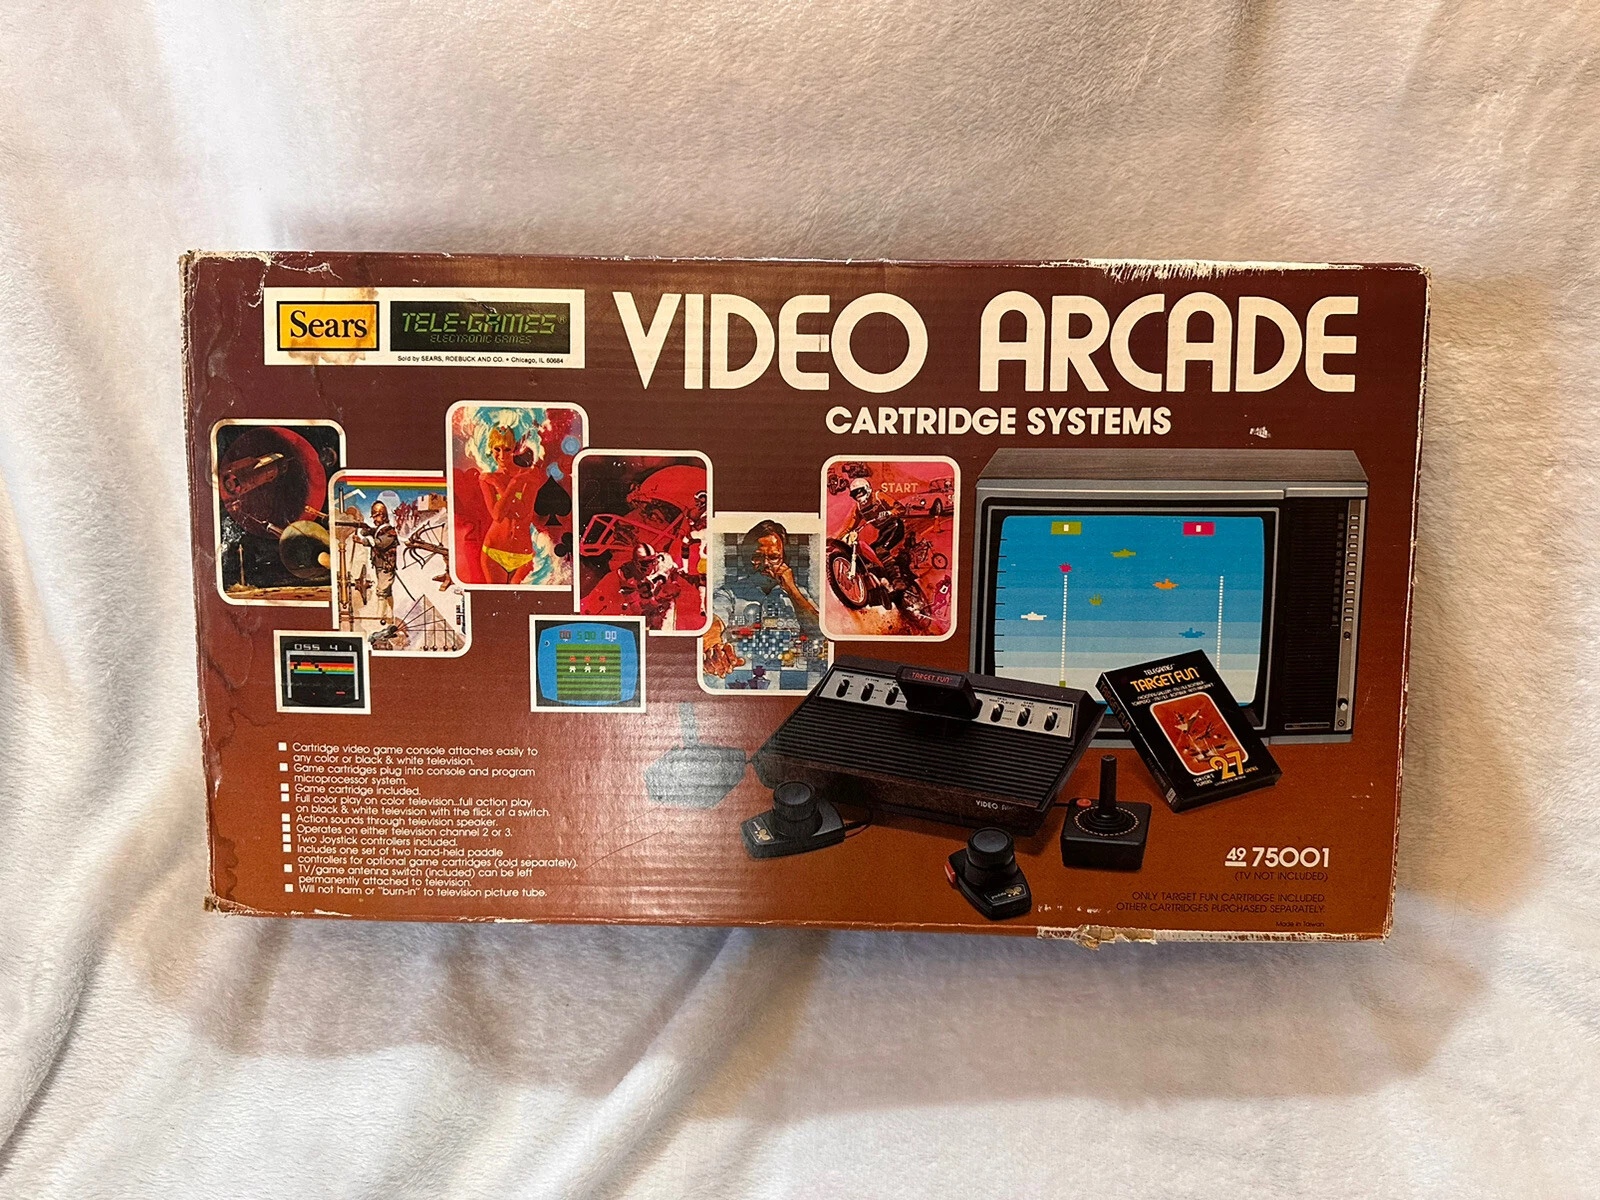 Sears
TELE-GAMES®
ELECTRONIC GAMES
Sold by SEARS, ROEBUCK AND CO. • Chicago, IL 60684
VIDEO ARCADE
CARTRIDGE SYSTEMS
START
055 4 1
TELEGAMES
TARGET FUN
27
TARGET FUN
VIDEO
Cartridge video game console attaches easily to
any color or black & white television.
Game cartridges plug into console and program
microprocessor system.
Game cartridge included.
Full color play on color television...full action play
on black & white television with the flick of a switch.
Action sounds through television speaker.
Operates on either television channel 2 or 3.
Two Joystick controllers included.
Includes one set of two hand-held paddle
controllers for optional game cartridges (sold separately).
TV/game antenna switch (included) can be left
permanently attached to television.
Will not harm or "burn-in" to television picture tube.
49 75001
(TV NOT INCLUDED)
ONLY TARGET FUN CARTRIDGE INCLUDED
OTHER CARTRIDGES PURCHASED SEPARATELY.
Made in Taiwan